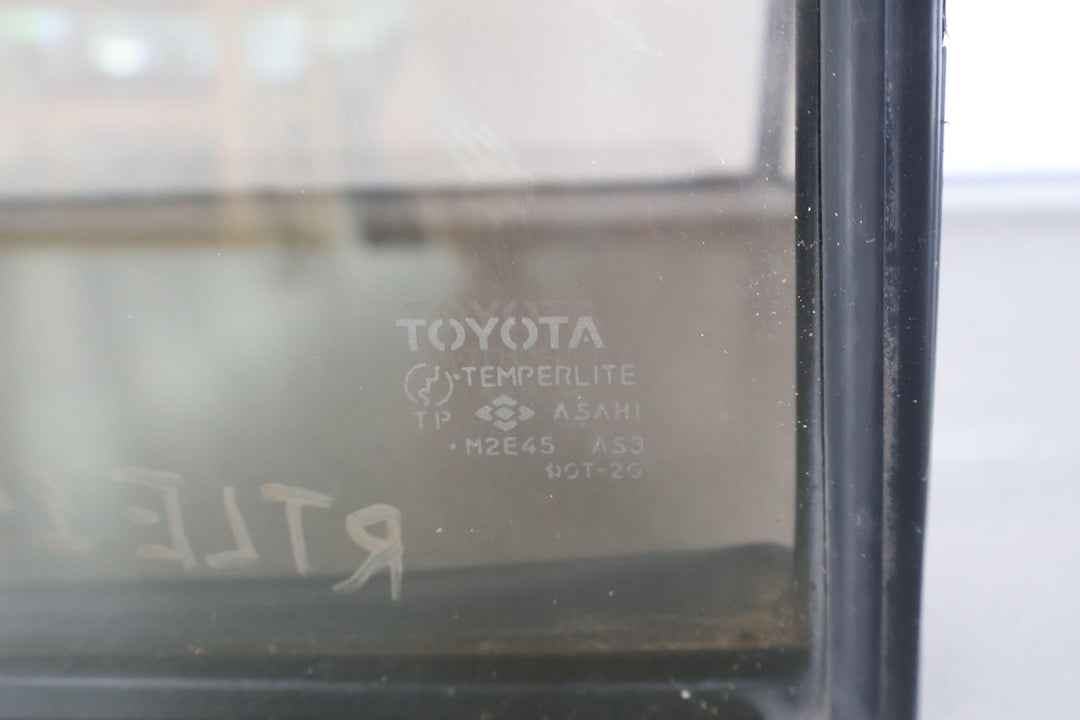 TOYOTA
TEMPERLITE
TP ASAHI
M2E45 AS3
DOT-20
RTLE